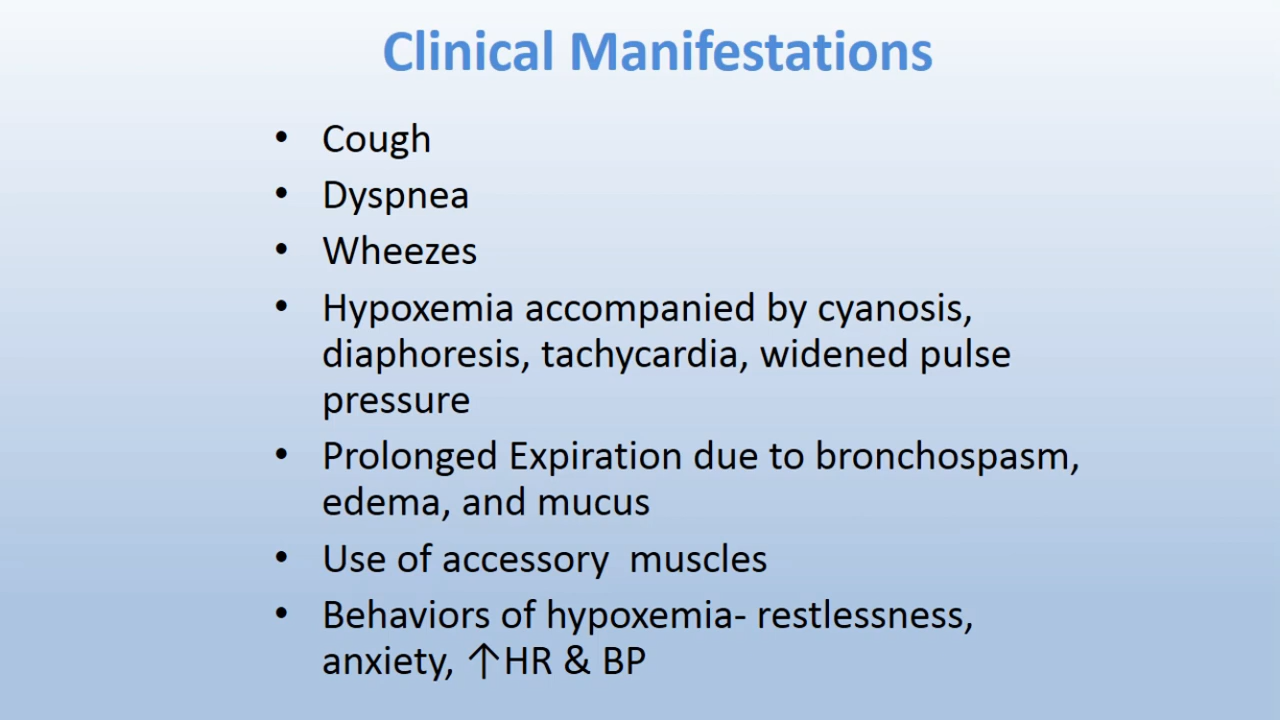 Clinical Manifestations
• Cough
• Dyspnea
• Wheezes
• Hypoxemia accompanied by cyanosis,
diaphoresis, tachycardia, widened pulse
pressure
• Prolonged Expiration due to bronchospasm,
edema, and mucus
• Use of accessory  muscles
• Behaviors of hypoxemia- restlessness,
anxiety, ↑HR & BP